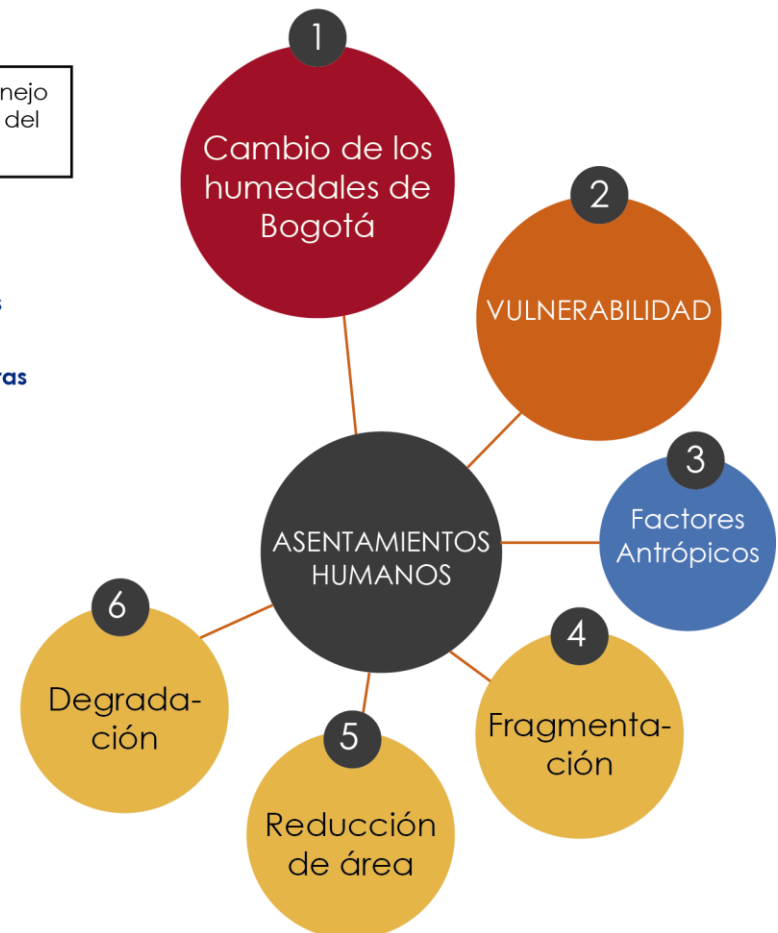 nejo
del
s
ras
1
Cambio de los
humedales de
Bogotá
2
VULNERABILIDAD
3
Factores
Antrópicos
ASENTAMIENTOS
HUMANOS
4
Fragmenta-
ción
5
Reducción
de área
6
Degrada-
ción